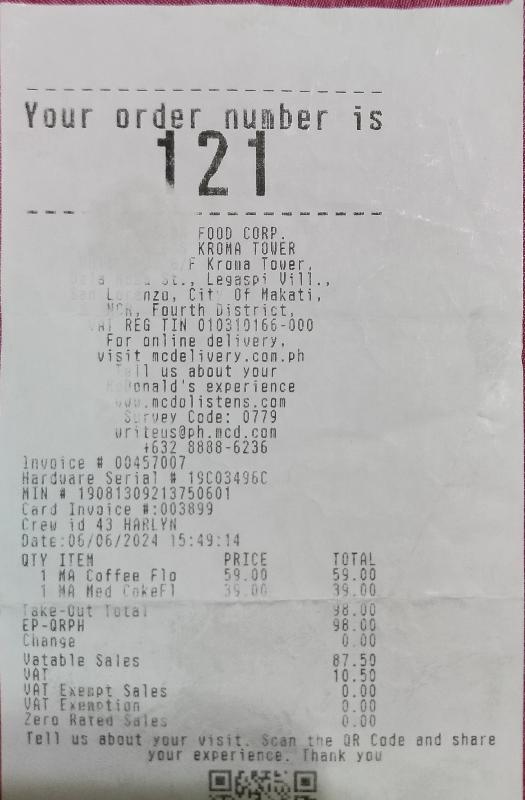 Your order number is
121
FOOD CORP.
KROMA TOWER
/F Kroma Tower,
St., Legaspi Vill.,
Lorenzo, City Of Makati,
NCR, Fourth District,
VAT REG TIN 010310166-000
For online delivery,
visit mcdelivery.com.ph
Tell us about your
McDonald's experience
www.mcdolistens.com
Survey Code: 0779
writeus@ph.mcd.com
+632 8888-6236
Invoice # 00457007
Hardware Serial # 19C03496C
MIN # 19081309213750601
Card Invoice #:003899
Crew id 43 HARLYN
Date:06/06/2024 15:49:14
QTY ITEM PRICE TOTAL
1 MA Coffee Flo 59.00 59.00
1 MA Med CokeFl 39.00 39.00
Take-Out Total 98.00
EP-QRPH 98.00
Change 0.00
Vatable Sales 87.50
VAT 10.50
VAT Exempt Sales 0.00
VAT Exemption 0.00
Zero Rated Sales 0.00
Tell us about your visit. Scan the QR Code and share
your experience. Thank you